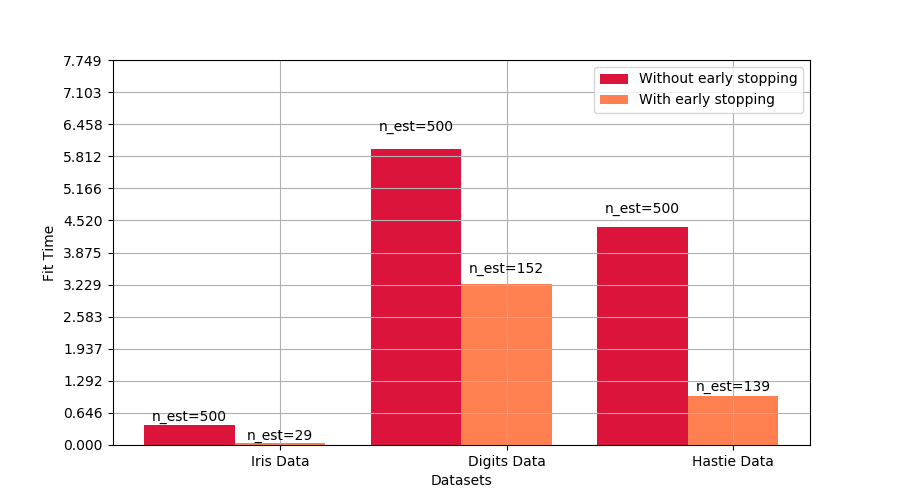 7.749
7.103
6.458
5.812
5.166
4.520
3.875
3.229
2.583
1.937
1.292
0.646
0.000
Fit Time
Without early stopping
With early stopping
n_est=500
n_est=29
n_est=500
n_est=152
n_est=500
n_est=139
Iris Data
Digits Data
Hastie Data
Datasets